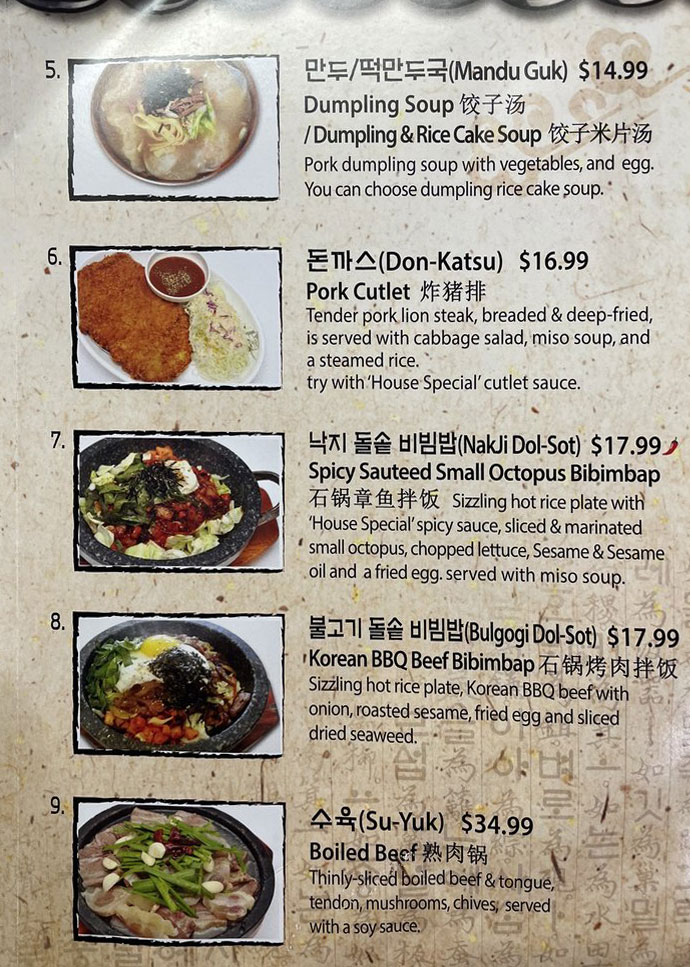 5.
만두/떡만두국(Mandu Guk) $14.99
Dumpling Soup 饺子汤
/ Dumpling & Rice Cake Soup 饺子米片汤
Pork dumpling soup with vegetables, and egg.
You can choose dumpling rice cake soup.
6.
돈까스(Don-Katsu) $16.99
Pork Cutlet 炸猪排
Tender pork lion steak, breaded & deep-fried,
is served with cabbage salad, miso soup, and
a steamed rice.
try with 'House Special' cutlet sauce.
7.
낙지 돌솥 비빔밥(NakJi Dol-Sot) $17.99
Spicy Sauteed Small Octopus Bibimbap
石锅章鱼拌饭 Sizzling hot rice plate with
'House Special' spicy sauce, sliced & marinated
small octopus, chopped lettuce, Sesame & Sesame
oil and a fried egg. served with miso soup.
8.
불고기 돌솥 비빔밥(Bulgogi Dol-Sot) $17.99
Korean BBQ Beef Bibimbap 石锅烤肉拌饭
Sizzling hot rice plate, Korean BBQ beef with
onion, roasted sesame, fried egg and sliced
dried seaweed.
9.
수육(Su-Yuk) $34.99
Boiled Beef 熟肉锅
Thinly-sliced boiled beef & tongue,
tendon, mushrooms, chives, served
with a soy sauce.